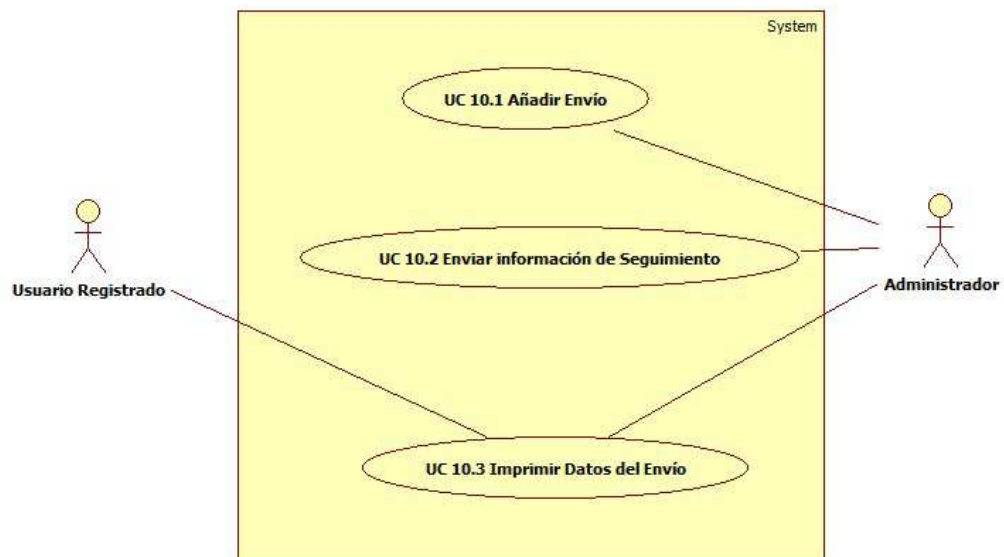 System
UC 10.1 Añadir Envío
UC 10.2 Enviar información de Seguimiento
Usuario Registrado
Administrador
UC 10.3 Imprimir Datos del Envío